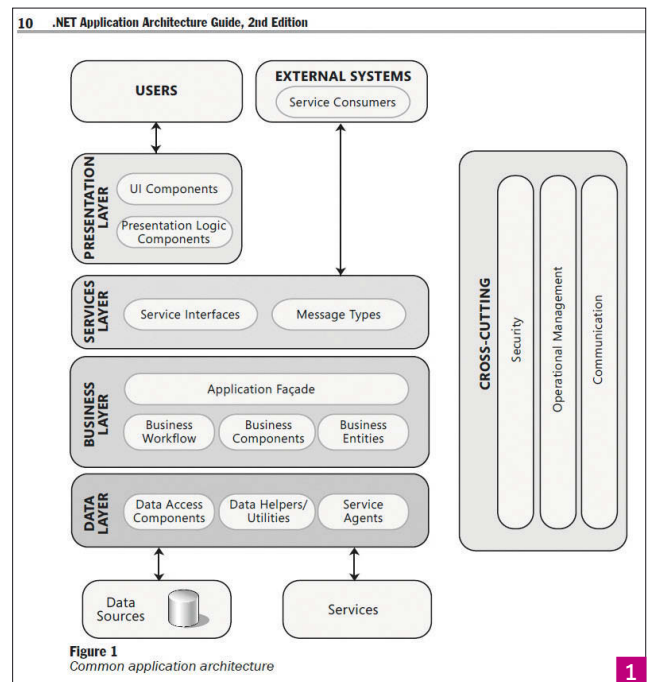 10 .NET Application Architecture Guide, 2nd Edition
USERS
EXTERNAL SYSTEMS
Service Consumers
PRESENTATION
LAYER
UI Components
Presentation Logic
Components
SERVICES
LAYER
Service Interfaces
Message Types
BUSINESS
LAYER
Application Façade
Business
Workflow
Business
Components
Business
Entities
DATA
LAYER
Data Access
Components
Data Helpers/
Utilities
Service
Agents
Data
Sources
Services
CROSS-CUTTING
Security
Operational Management
Communication
Figure 1
Common application architecture
1